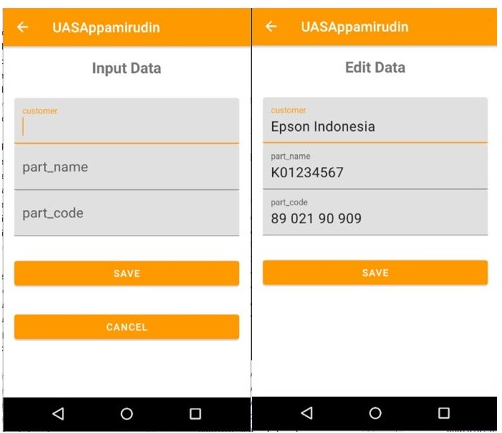 UASAppamirudin
Input Data
customer
part_name
part_code
SAVE
CANCEL
UASAppamirudin
Edit Data
customer
Epson Indonesia
part_name
K01234567
part_code
89 021 90 909
SAVE